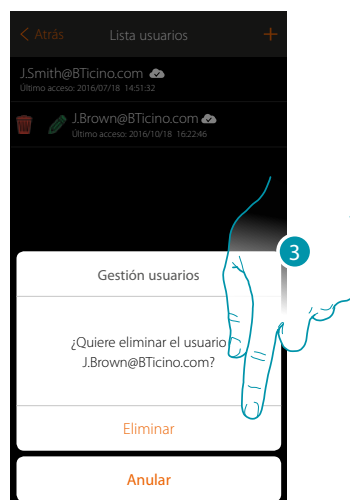 < Atrás Lista usuarios +
J.Smith@BTicino.com
Último acceso: 2016/07/18 14:51:32
J.Brown@BTicino.com
Último acceso: 2016/10/18 16:22:46
3
Gestión usuarios
¿Quiere eliminar el usuario
J.Brown@BTicino.com?
Eliminar
Anular